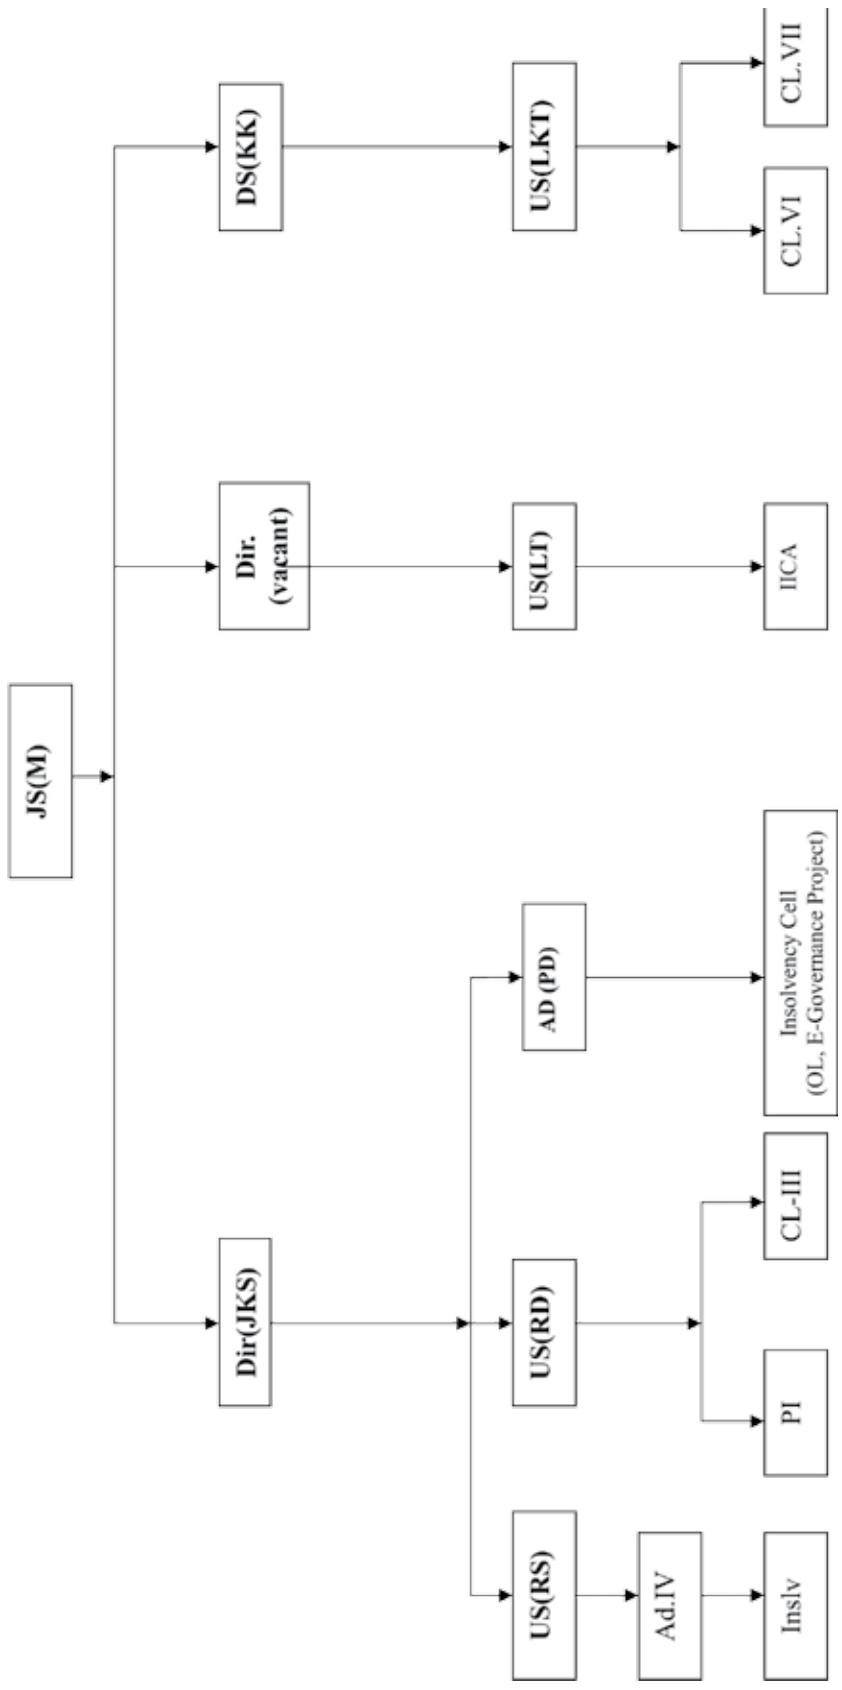 JS(M)
Dir(JKS)
Dir.
(vacant)
DS(KK)
US(RS)
US(RD)
AD (PD)
US(LT)
US(LKT)
Ad.IV
Inslv
PI
CL-III
Insolvency Cell
(OL, E-Governance Project)
IICA
CL.VI
CL.VII